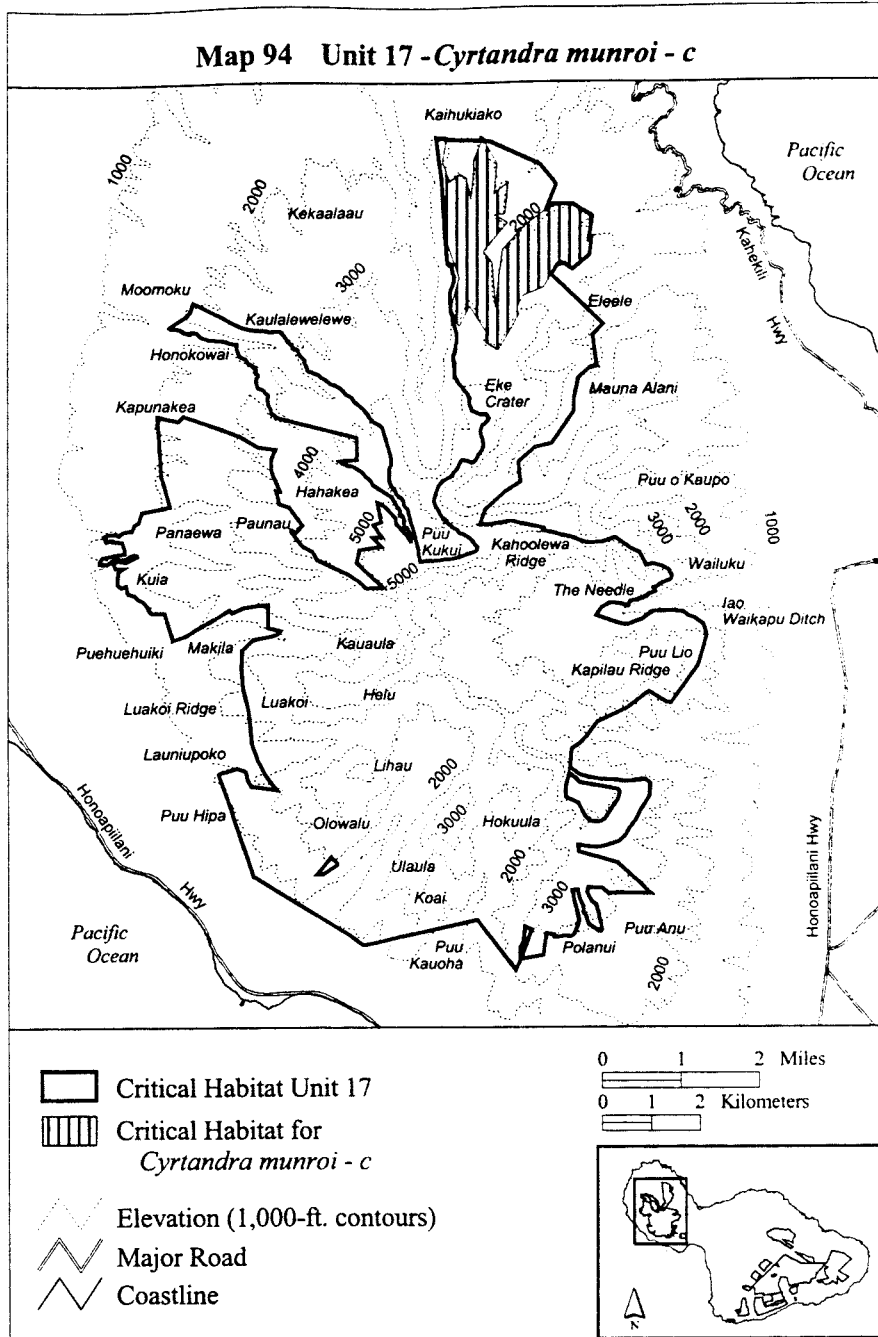 Map 94 Unit 17 - Cyrtandra munroi - c
Kaihukiako
Pacific
Ocean
1000
2000
Kekaalaau
2000
Kahekili
Hwy
3000
Moomoku
Kaulalewelewe
Eleele
Honokowai
Eke
Crater
Mauna Alani
Kapunakea
4000
Hahakea
Puu o Kaupo
3000
2000
1000
Panaewa
Paunau
5000
Puu
Kukui
Kahoolewa
Ridge
Wailuku
Kuia
5000
The Needle
Iao
Waikapu Ditch
Puehuehuiki
Makila
Kauaula
Puu Lio
Kapilau Ridge
Luakoi Ridge
Luakoi
Helu
Launiupoko
Lihau
2000
Puu Hipa
Olowalu
3000
Hokuula
Honoapiilani
Hwy
Ulaula
2000
Koai
3000
Honoapiilani Hwy
Pacific
Ocean
Puu
Kauoha
Polanui
Puu Anu
2000
Critical Habitat Unit 17
Critical Habitat for
Cyrtandra munroi - c
Elevation (1,000-ft. contours)
Major Road
Coastline
0 1 2 Miles
0 1 2 Kilometers
N